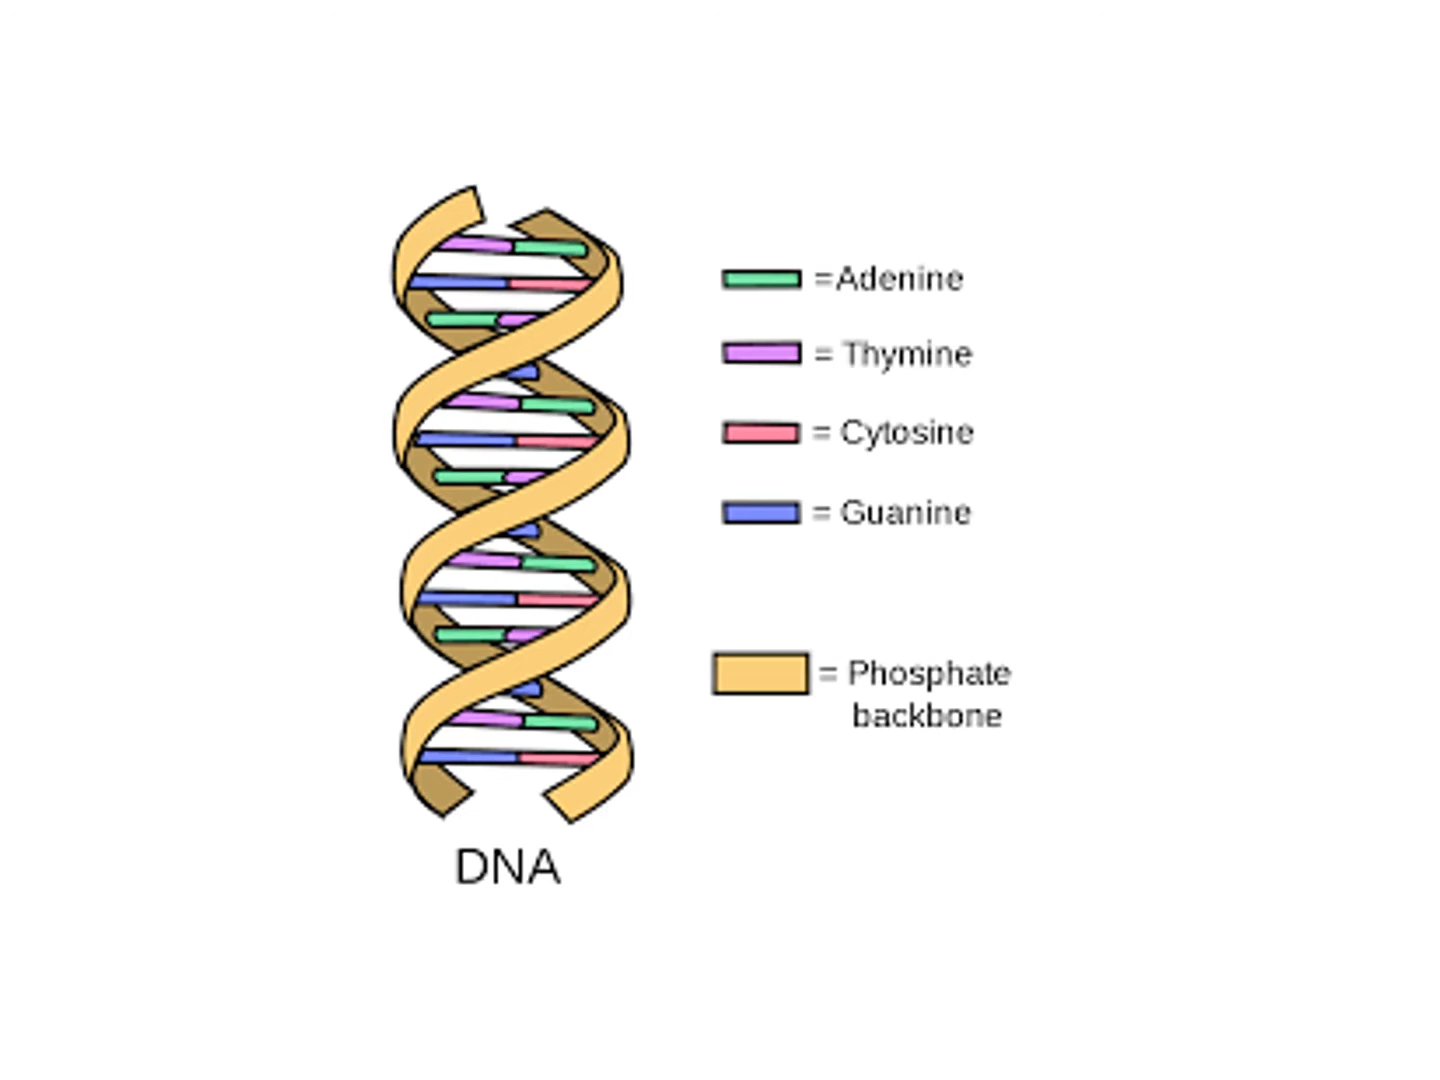 =Adenine
= Thymine
= Cytosine
= Guanine
= Phosphate
backbone
DNA